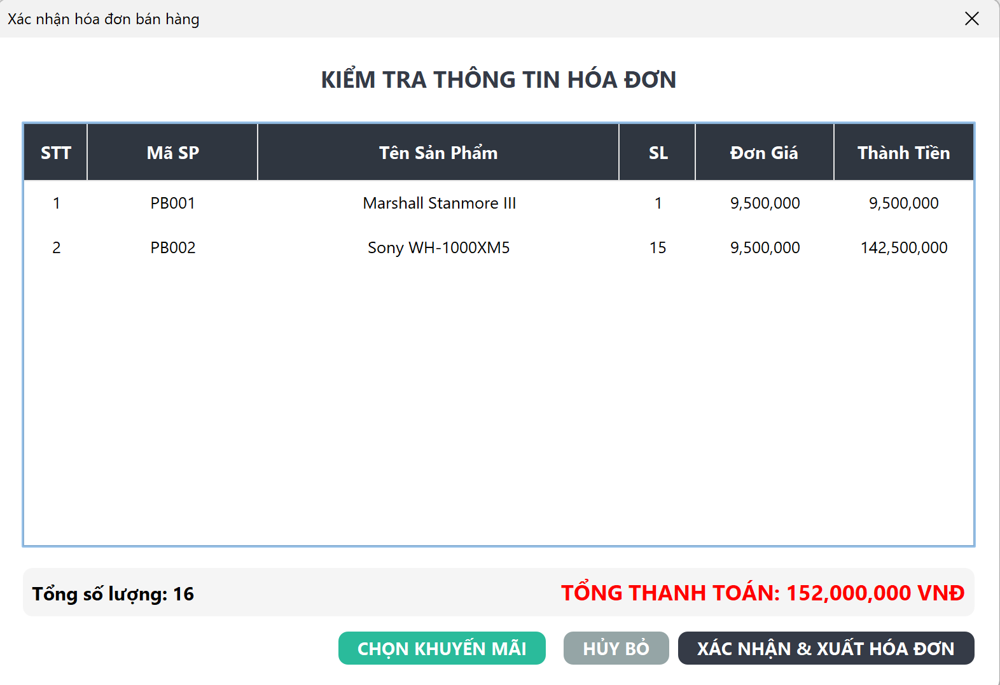 Xác nhận hóa đơn bán hàng
KIỂM TRA THÔNG TIN HÓA ĐƠN
STT Mã SP Tên Sản Phẩm SL Đơn Giá Thành Tiền
1 PB001 Marshall Stanmore III 1 9,500,000 9,500,000
2 PB002 Sony WH-1000XM5 15 9,500,000 142,500,000
Tổng số lượng: 16 TỔNG THANH TOÁN: 152,000,000 VNĐ
CHỌN KHUYẾN MÃI HỦY BỎ XÁC NHẬN & XUẤT HÓA ĐƠN